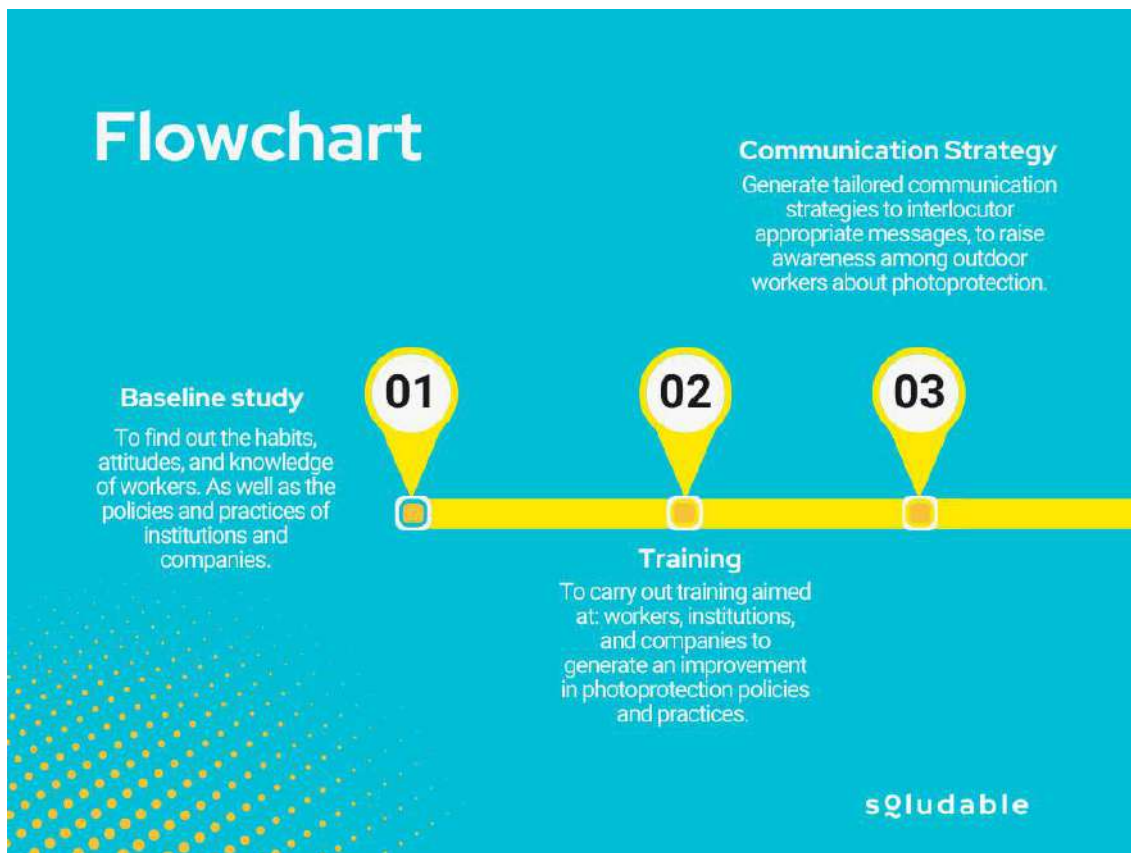 Flowchart
Communication Strategy
Generate tailored communication
strategies to interlocutor
appropriate messages, to raise
awareness among outdoor
workers about photoprotection.
01
02
03
Baseline study
To find out the habits,
attitudes, and knowledge
of workers. As well as the
policies and practices of
institutions and
companies.
Training
To carry out training aimed
at: workers, institutions,
and companies to
generate an improvement
in photoprotection policies
and practices.
soludable